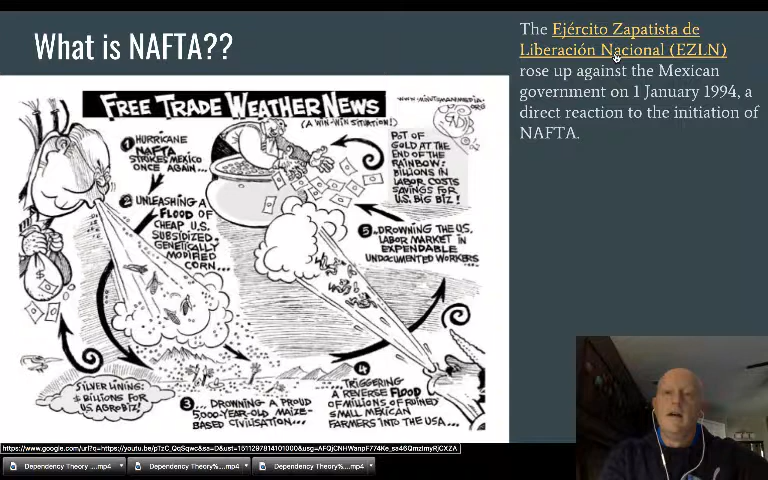 What is NAFTA??
The Ejército Zapatista de
Liberación Nacional (EZLN)
rose up against the Mexican
government on 1 January 1994, a
direct reaction to the initiation of
NAFTA.
FREE TRADE WEATHER NEWS
(A WIN-WIN SITUATION!)
1 HURRICANE
NAFTA
STRIKES MEXICO
ONCE AGAIN...
2 UNLEASHING A
FLOOD OF
CHEAP U.S.
SUBSIDIZED
GENETICALLY
MODIFIED
CORN...
3 ...DROWNING A PROUD
5,000-YEAR-OLD MAIZE-
BASED CIVILISATION...
4
TRIGGERING
A REVERSE FLOOD
OF MILLIONS OF RUINED
SMALL MEXICAN
FARMERS INTO THE USA...
5 ..DROWNING THE U.S.
LABOR MARKET IN
EXPENDABLE
UNDOCUMENTED WORKERS...
POT OF
GOLD AT THE
END OF THE
RAINBOW:
BILLIONS IN
LABOR COSTS
SAVINGS FOR
U.S. BIG BIZ!
SILVER LINING:
$ BILLIONS FOR
U.S. AGROBIZ!
Dependency Theory ....mp4
Dependency Theory%....mp4
Dependency Theory%....mp4